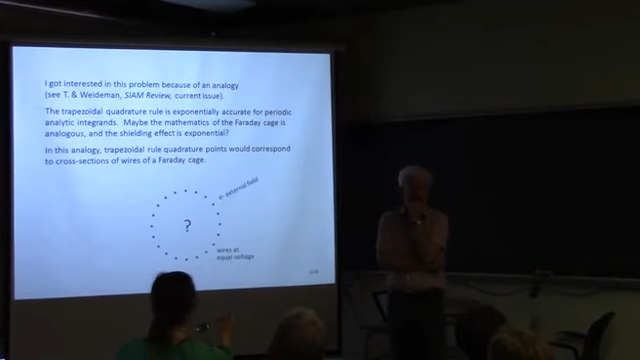 I got interested in this problem because of an analogy
(see T. & Weideman, SIAM Review, current issue).
The trapezoidal quadrature rule is exponentially accurate for periodic
analytic integrands. Maybe the mathematics of the Faraday cage is
analogous, and the shielding effect is exponential?
In this analogy, trapezoidal rule quadrature points would correspond
to cross-sections of wires of a Faraday cage.
← external field
?
wires at
equal voltage